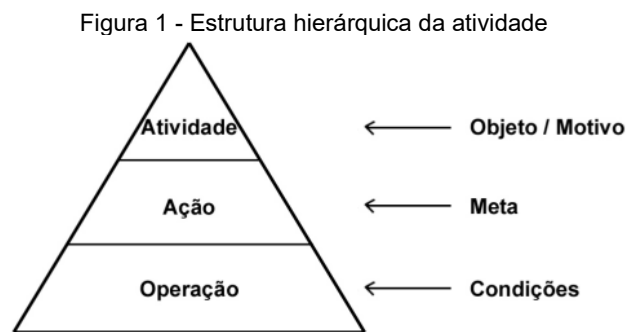 Figura 1 - Estrutura hierárquica da atividade
Atividade Objeto / Motivo
Ação Meta
Operação Condições